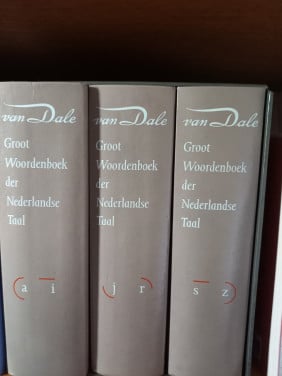 van Dale
Groot
Woordenboek
der
Nederlandse
Taal
a i
van Dale
Groot
Woordenboek
der
Nederlandse
Taal
j r
van Dale
Groot
Woordenboek
der
Nederlandse
Taal
s z